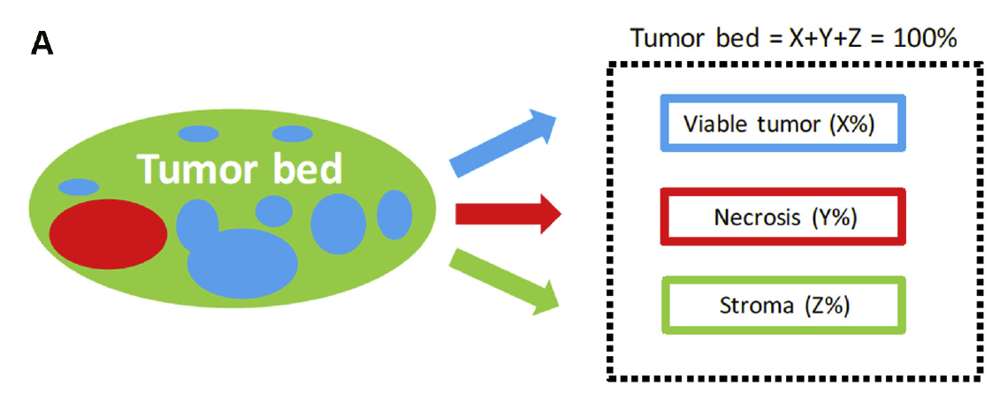 A
Tumor bed = X+Y+Z = 100%
Tumor bed
Viable tumor (X%)
Necrosis (Y%)
Stroma (Z%)